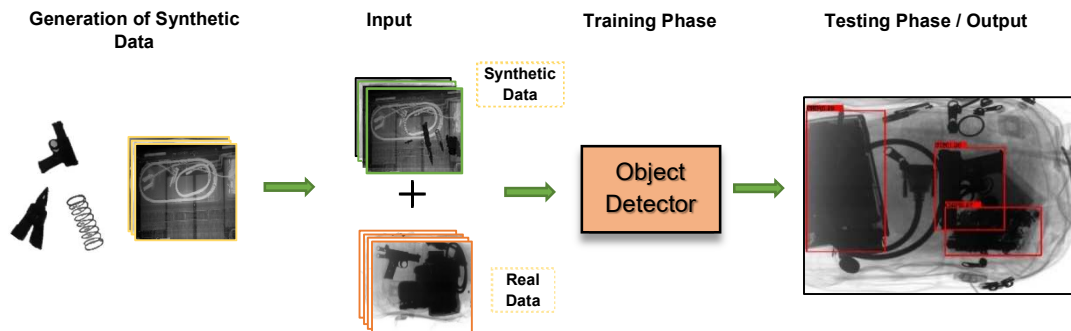 Generation of Synthetic
Data
Input
Training Phase
Testing Phase / Output
Synthetic
Data
Object
Detector
Real
Data